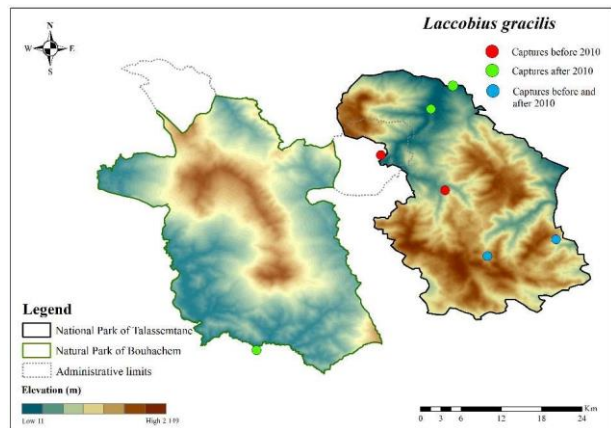 Laccobius gracilis
N
W E
S
Captures before 2010
Captures after 2010
Captures before and
after 2010
Legend
National Park of Talassemtane
Natural Park of Bouhachem
Administrative limits
Elevation (m)
Low 11
High 2 159
Km
0 3 6 12 18 24